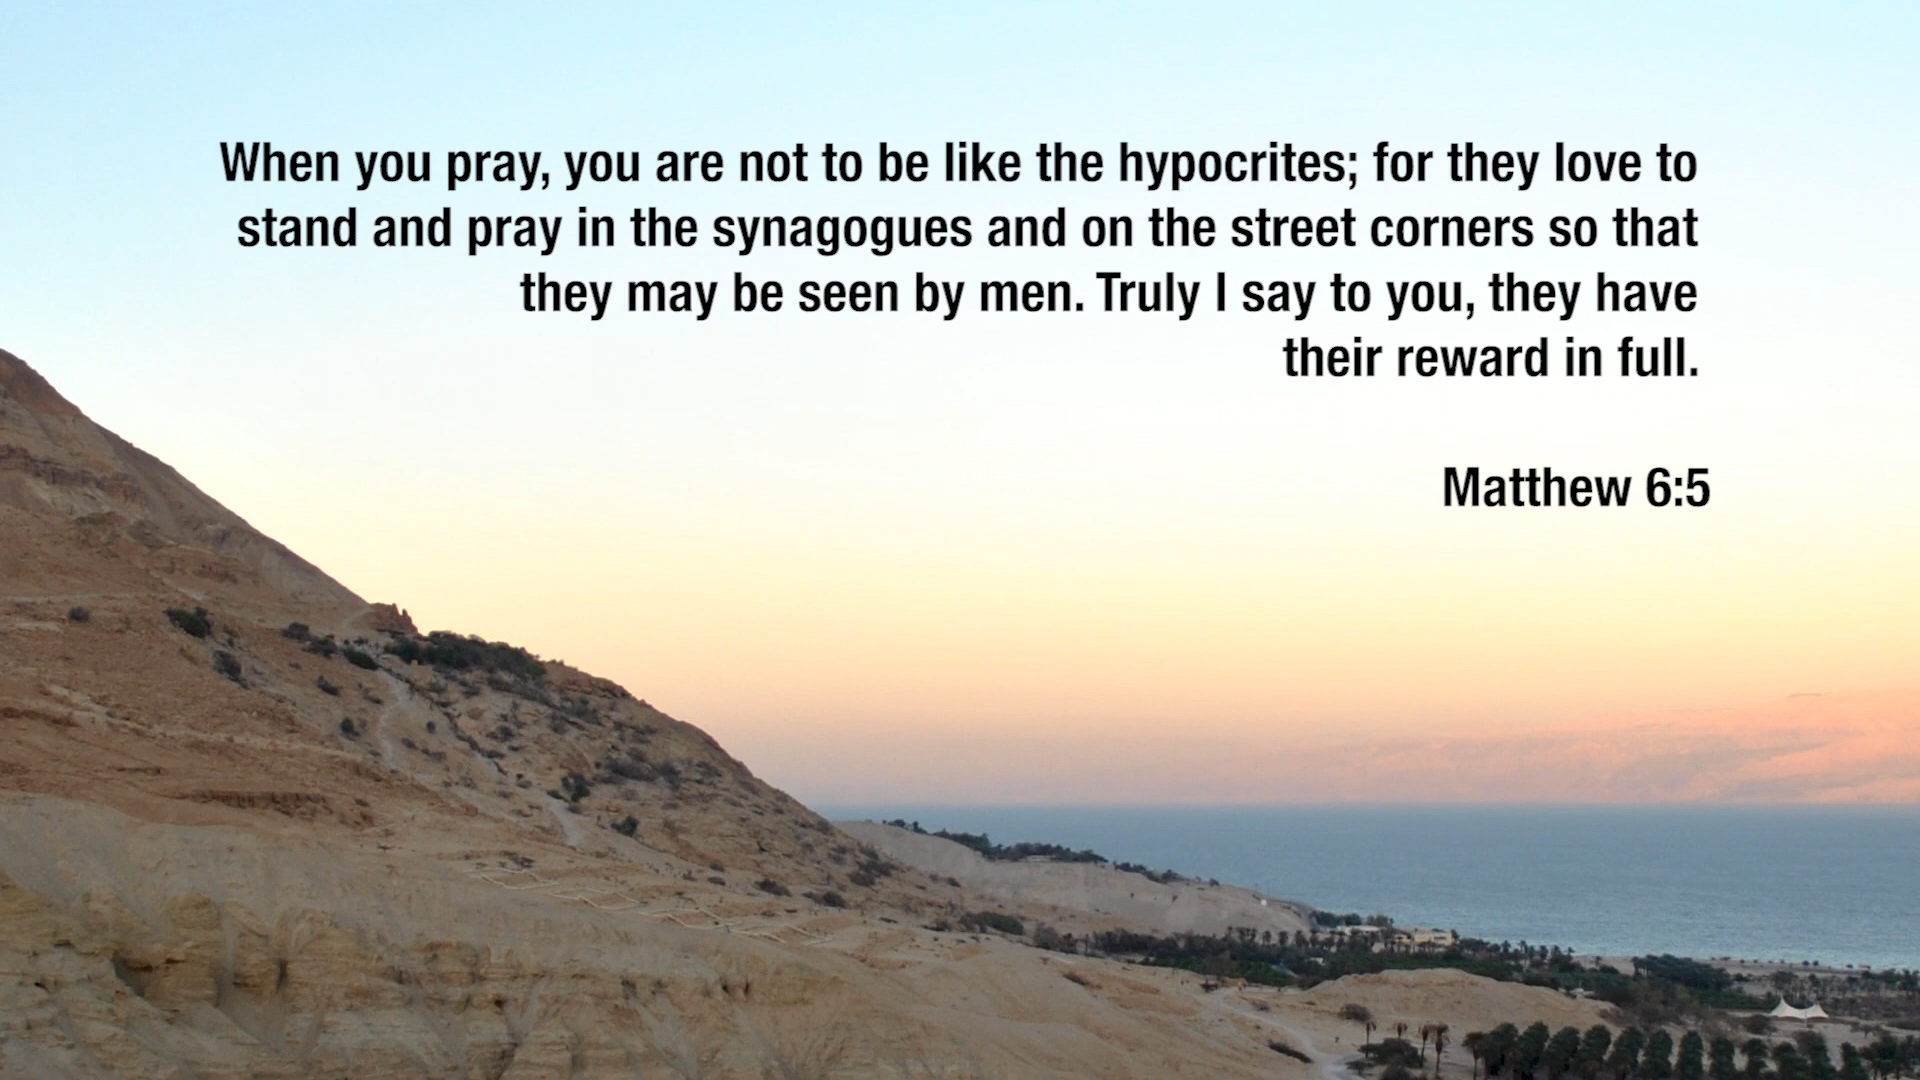 When you pray, you are not to be like the hypocrites; for they love to
stand and pray in the synagogues and on the street corners so that
they may be seen by men. Truly I say to you, they have
their reward in full.
Matthew 6:5